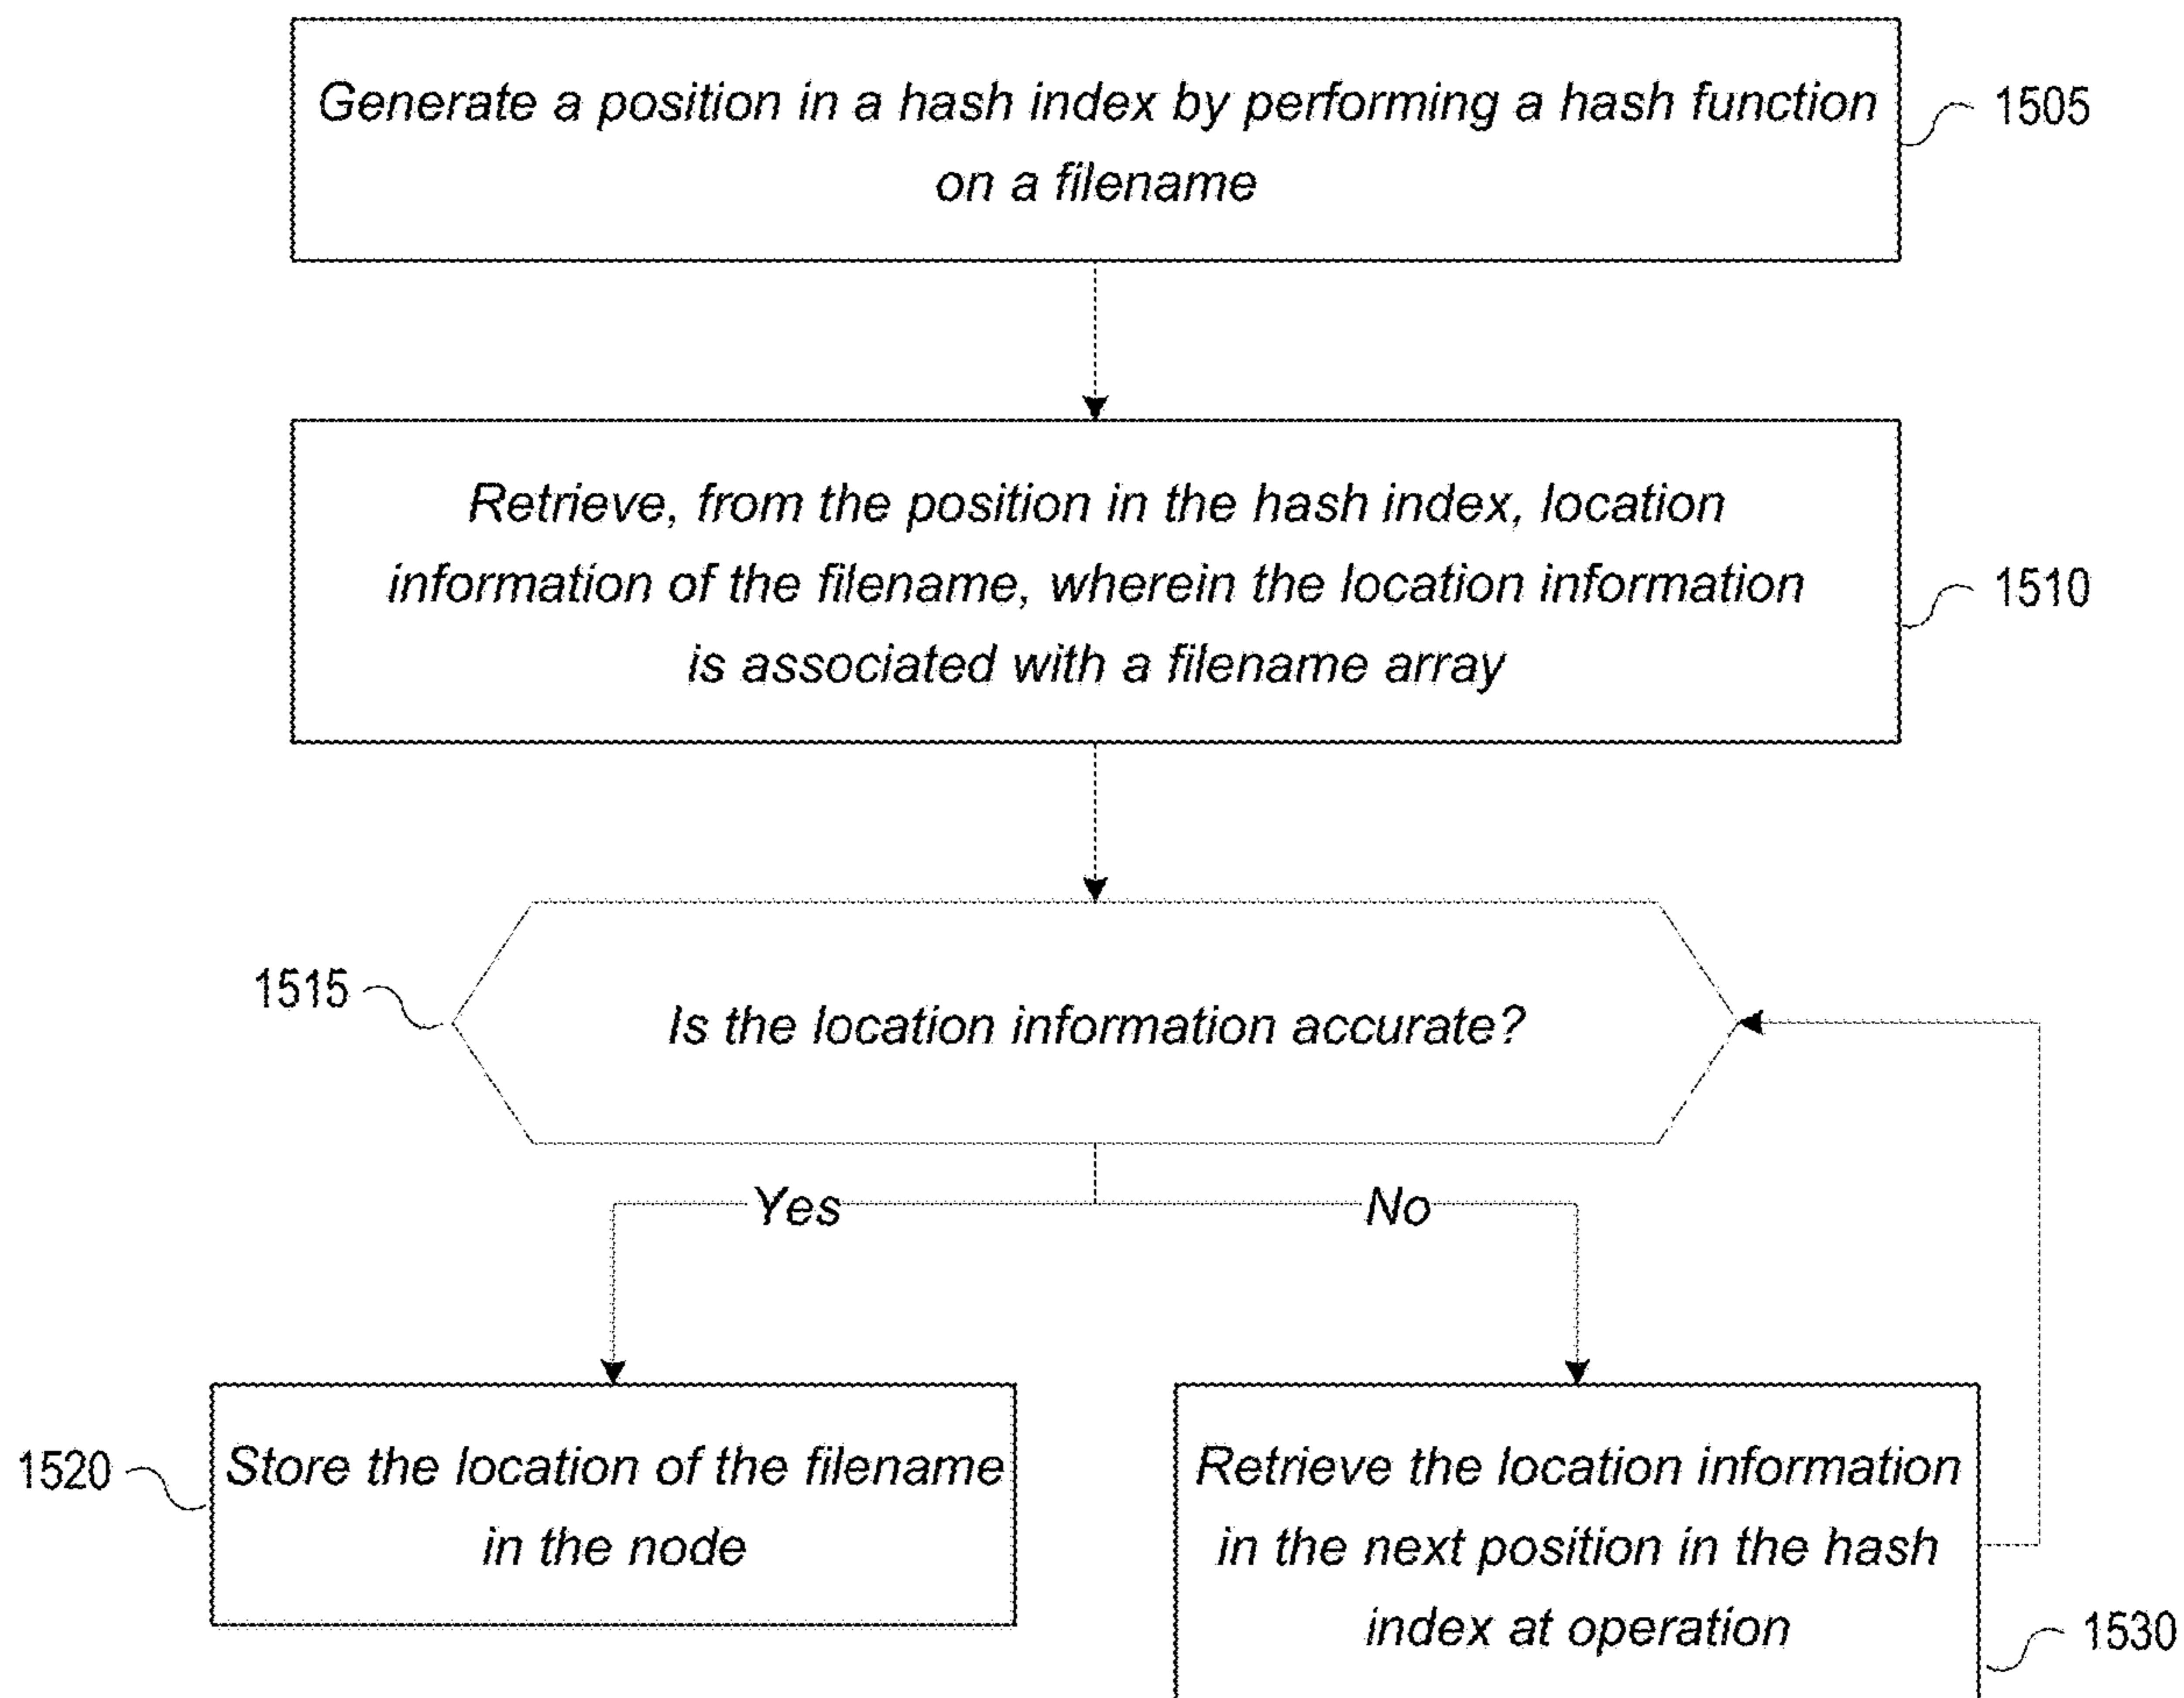 Generate a position in a hash index by performing a hash function
on a filename
1505
Retrieve, from the position in the hash index, location
information of the filename, wherein the location information
is associated with a filename array
1510
1515
Is the location information accurate?
Yes
No
1520
Store the location of the filename
in the node
Retrieve the location information
in the next position in the hash
index at operation
1530